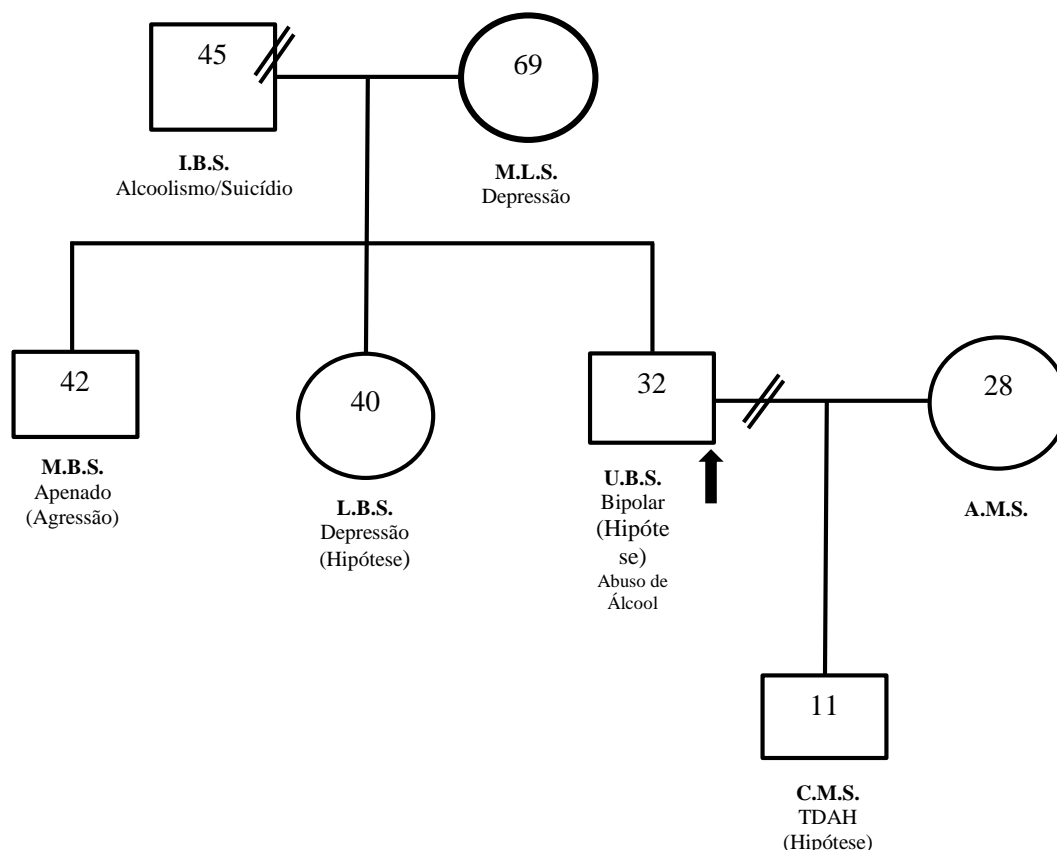 45
69
I.B.S.
Alcoolismo/Suicídio
M.L.S.
Depressão
42
40
32
28
M.B.S.
Apenado
(Agressão)
L.B.S.
Depressão
(Hipótese)
U.B.S.
Bipolar
(Hipóte
se)
Abuso de
Álcool
A.M.S.
11
C.M.S.
TDAH
(Hipótese)